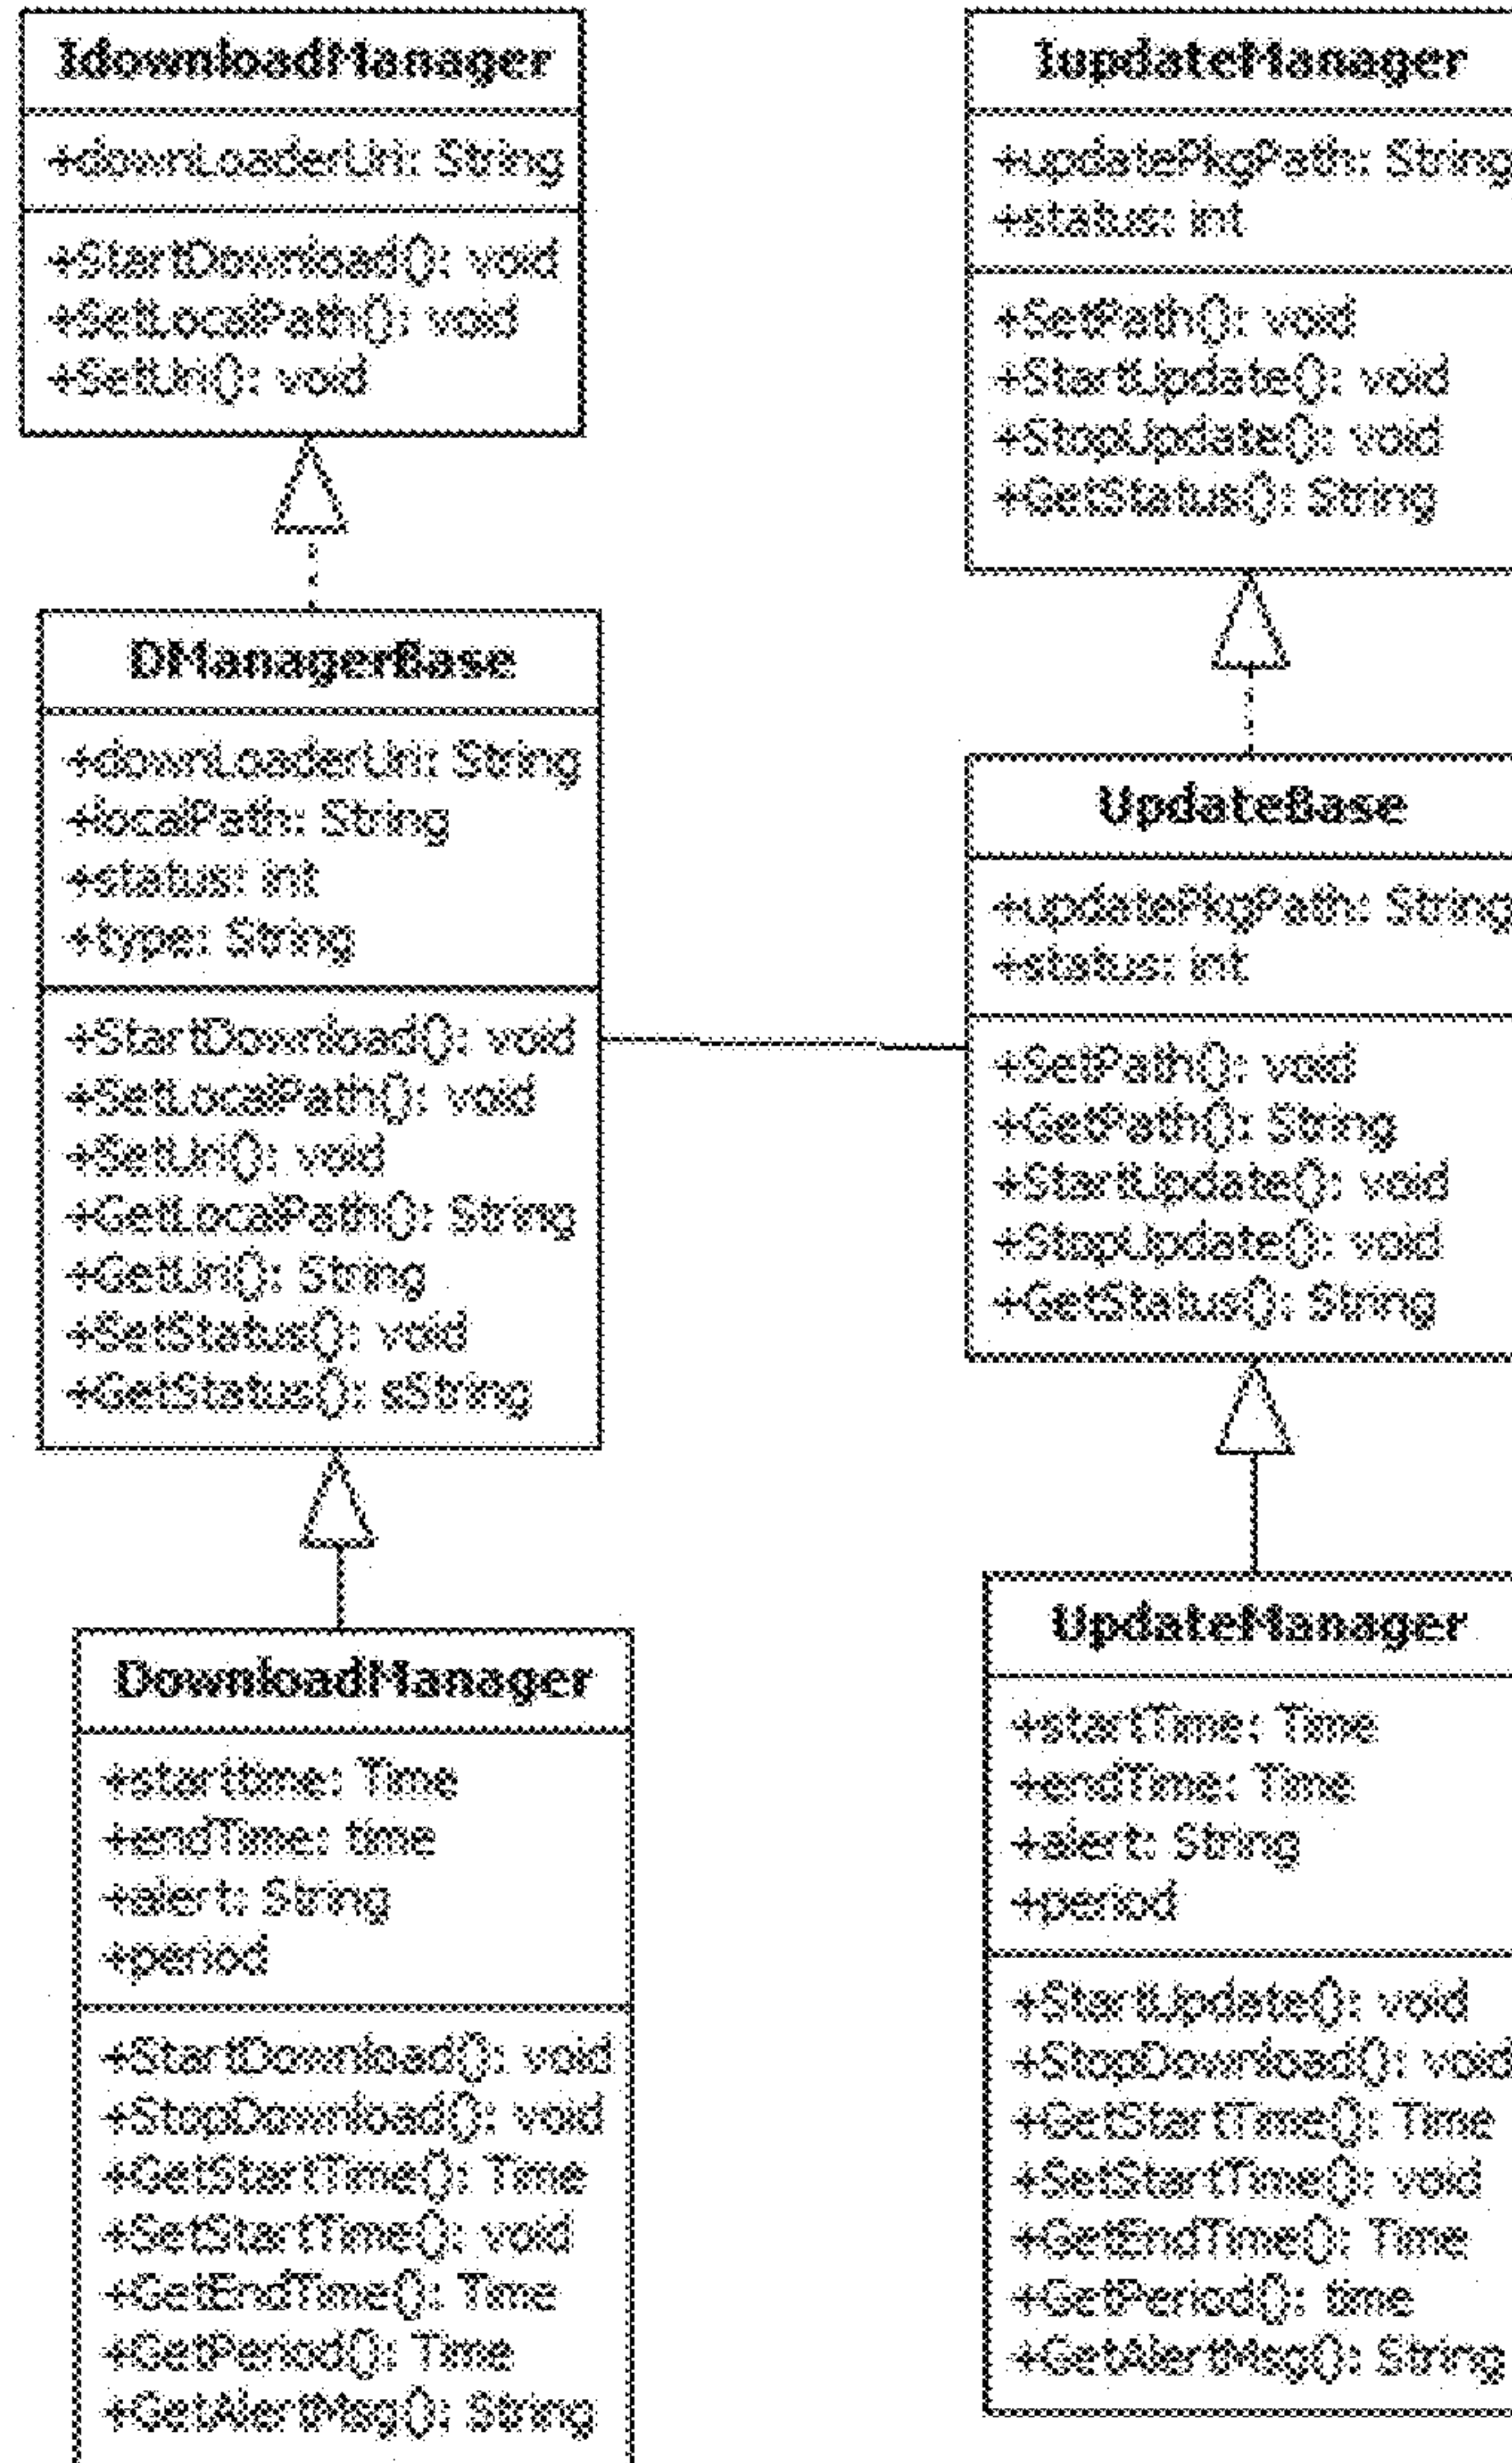 IdownloadManager
+downLoaderUri: String
+StartDownload(): void
+SetLocalPath(): void
+SetUri(): void
DManagerBase
+downLoaderUri: String
+localPath: String
+status: int
+type: String
+StartDownload(): void
+SetLocalPath(): void
+SetUri(): void
+GetLocalPath(): String
+GetUri(): String
+SetStatus(): void
+GetStatus(): sString
DownloadManager
+starttime: Time
+endTime: time
+alert: String
+period
+StartDownload(): void
+StopDownload(): void
+GetStartTime(): Time
+SetStartTime(): void
+GetEndTime(): Time
+GetPeriod(): Time
+GetAlertMsg(): String
IupdateManager
+updatePkgPath: String
+status: int
+SetPath(): void
+StartUpdate(): void
+StopUpdate(): void
+GetStatus(): String
UpdateBase
+updatePkgPath: String
+status: int
+SetPath(): void
+GetPath(): String
+StartUpdate(): void
+StopUpdate(): void
+GetStatus(): String
UpdateManager
+startTime: Time
+endTime: Time
+alert: String
+period
+StartUpdate(): void
+StopDownload(): void
+GetStartTime(): Time
+SetStartTime(): void
+GetEndTime(): Time
+GetPeriod(): time
+GetAlertMsg(): String